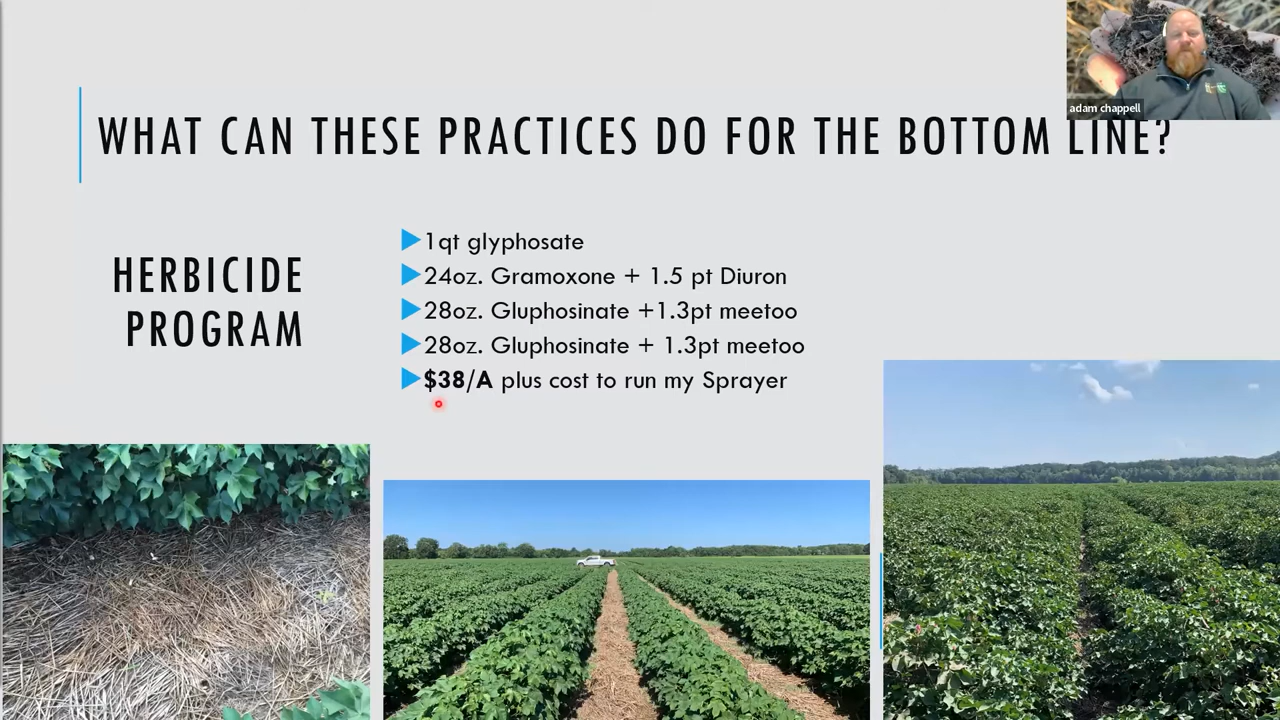 adam chappell
WHAT CAN THESE PRACTICES DO FOR THE BOTTOM LINE?
HERBICIDE
PROGRAM
1qt glyphosate
24oz. Gramoxone + 1.5 pt Diuron
28oz. Gluphosinate +1.3pt meetoo
28oz. Gluphosinate + 1.3pt meetoo
$38/A plus cost to run my Sprayer